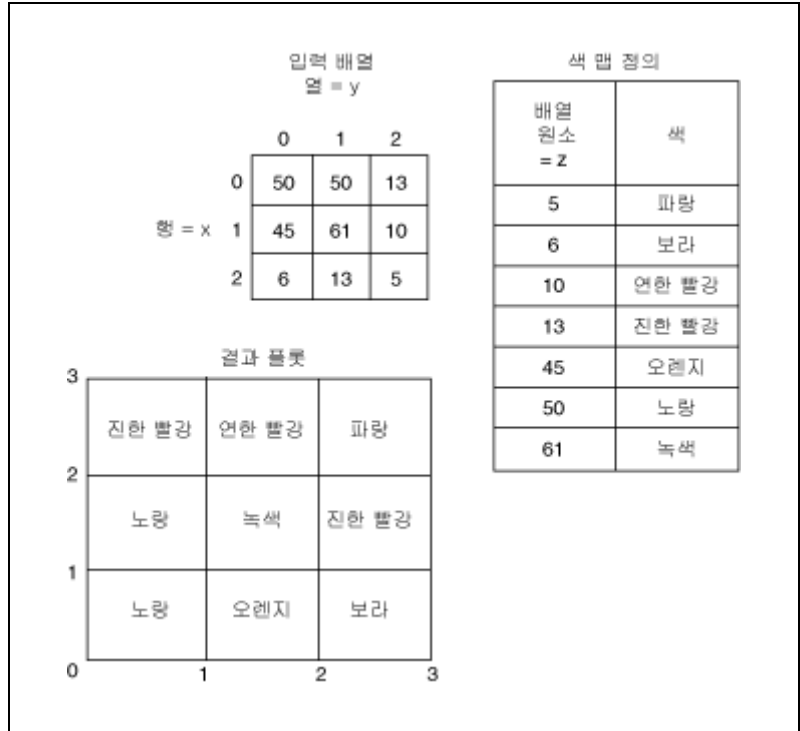 입력 배열
열 = y
0 1 2
0 50 50 13
행 = x 1 45 61 10
2 6 13 5
색 맵 정의
배열
원소
= z
색
5 파랑
6 보라
10 연한 빨강
13 진한 빨강
45 오렌지
50 노랑
61 녹색
결과 플롯
3
진한 빨강 연한 빨강 파랑
2
노랑 녹색 진한 빨강
1
노랑 오렌지 보라
0 1 2 3